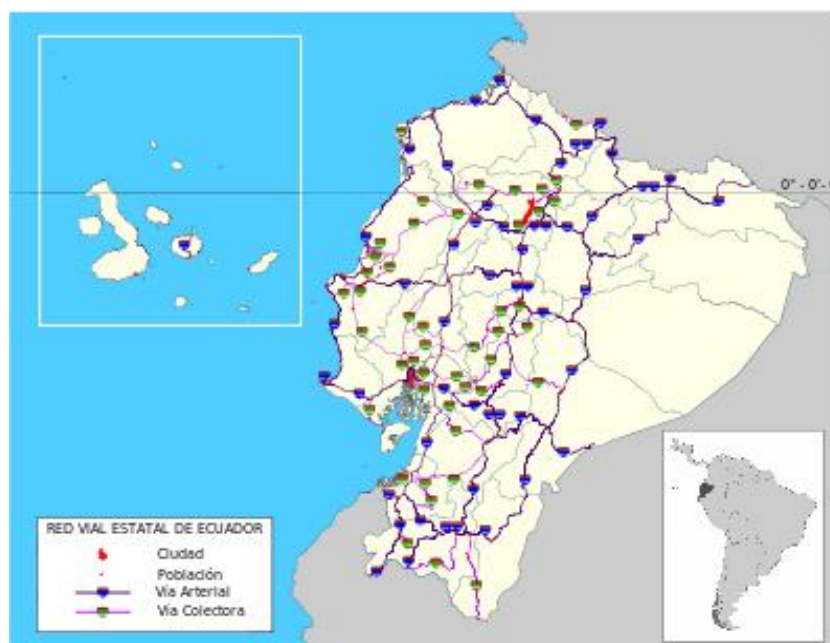 0° - 0' - 0
RED VIAL ESTATAL DE ECUADOR
Ciudad
Población
Vía Arterial
Vía Colectora